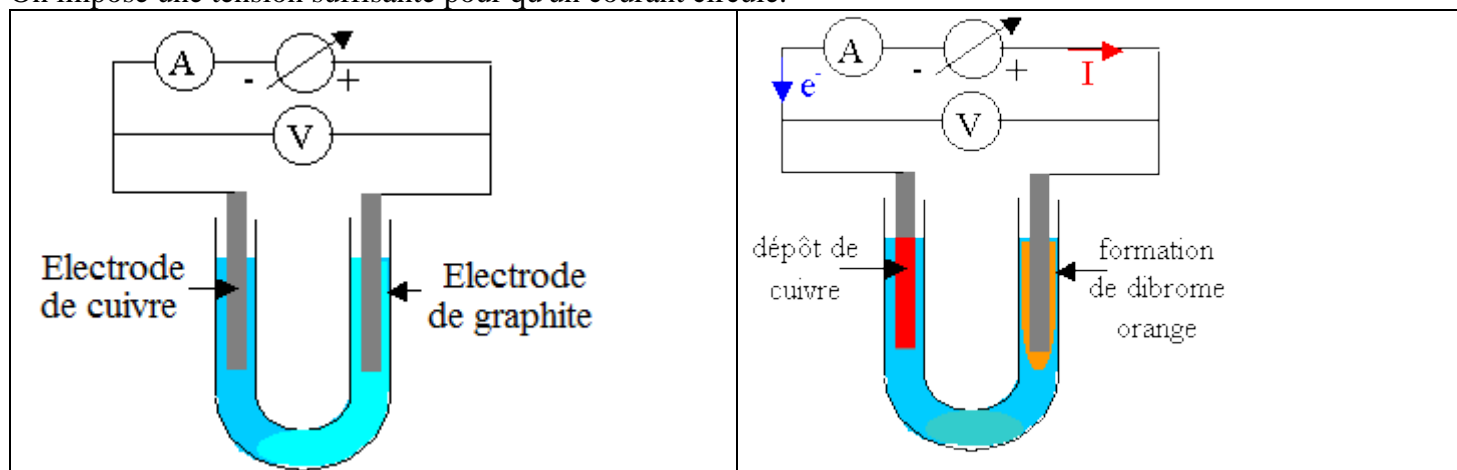 On impose une tension suffisante pour qu'un courant circule.
A
- +
V
Electrode
de cuivre
Electrode
de graphite
A
e-
- +
I
V
dépôt de
cuivre
formation
de dibrome
orange